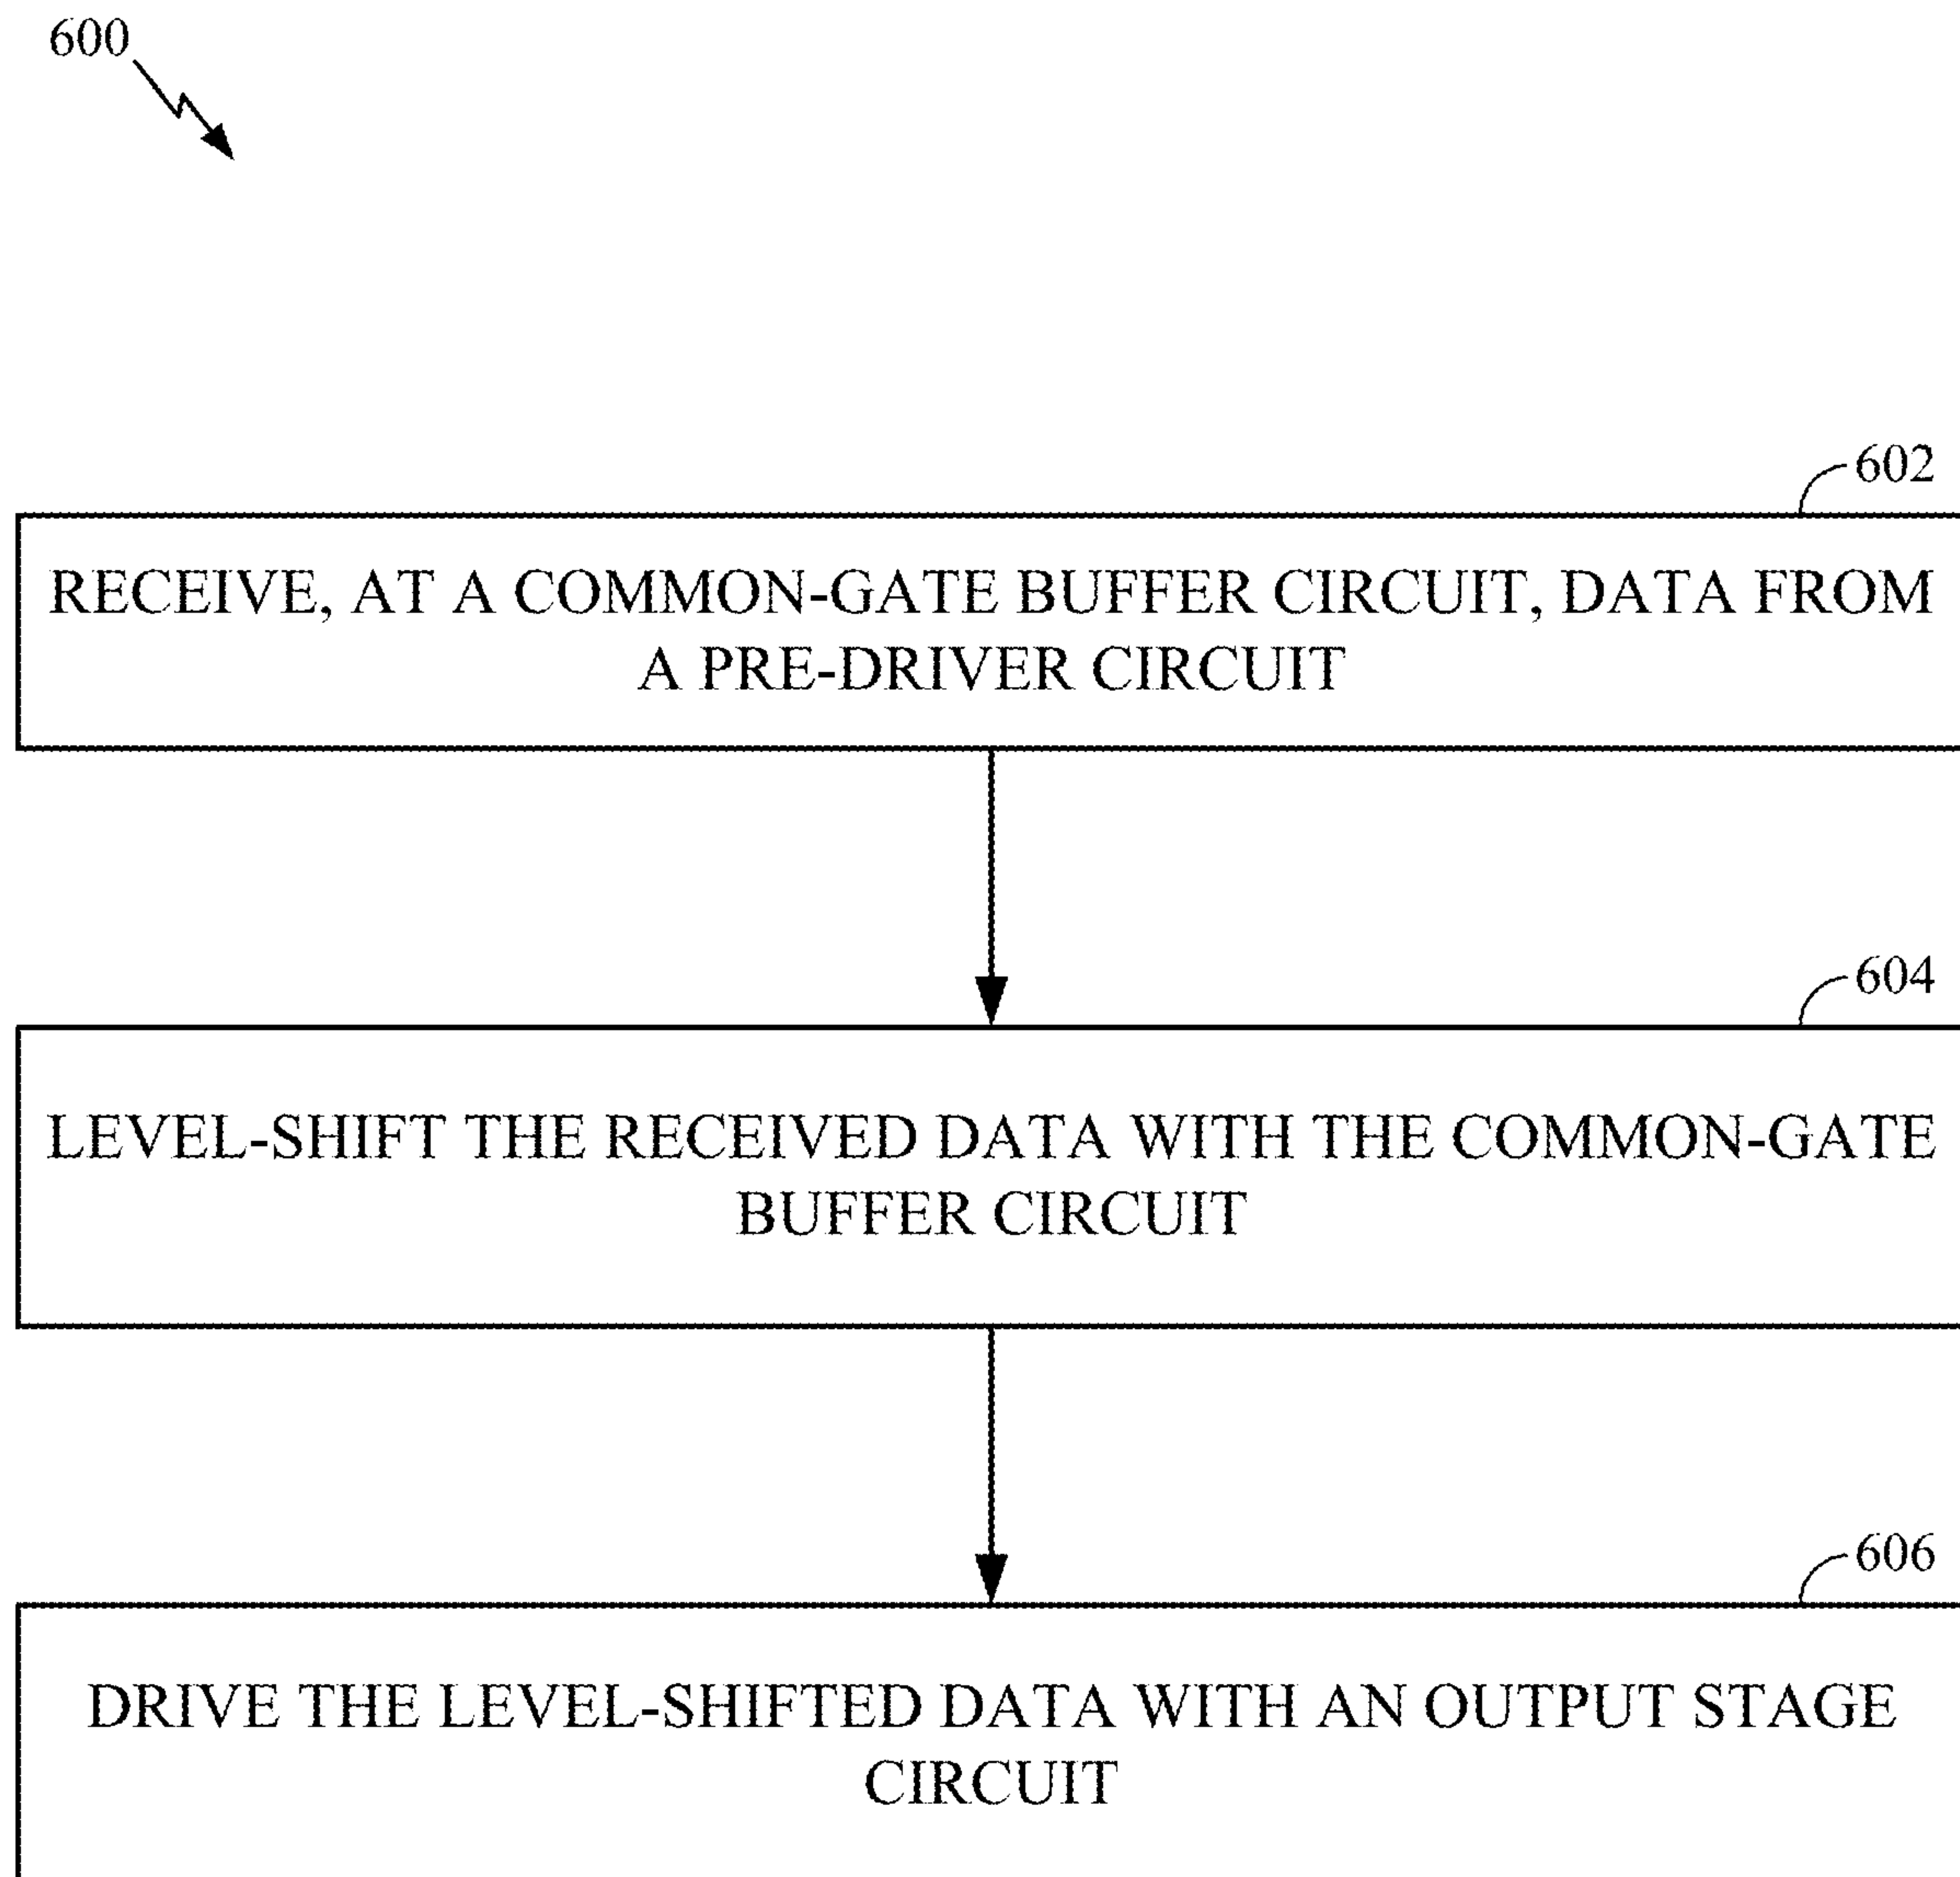 600
602
RECEIVE, AT A COMMON-GATE BUFFER CIRCUIT, DATA FROM
A PRE-DRIVER CIRCUIT
604
LEVEL-SHIFT THE RECEIVED DATA WITH THE COMMON-GATE
BUFFER CIRCUIT
606
DRIVE THE LEVEL-SHIFTED DATA WITH AN OUTPUT STAGE
CIRCUIT